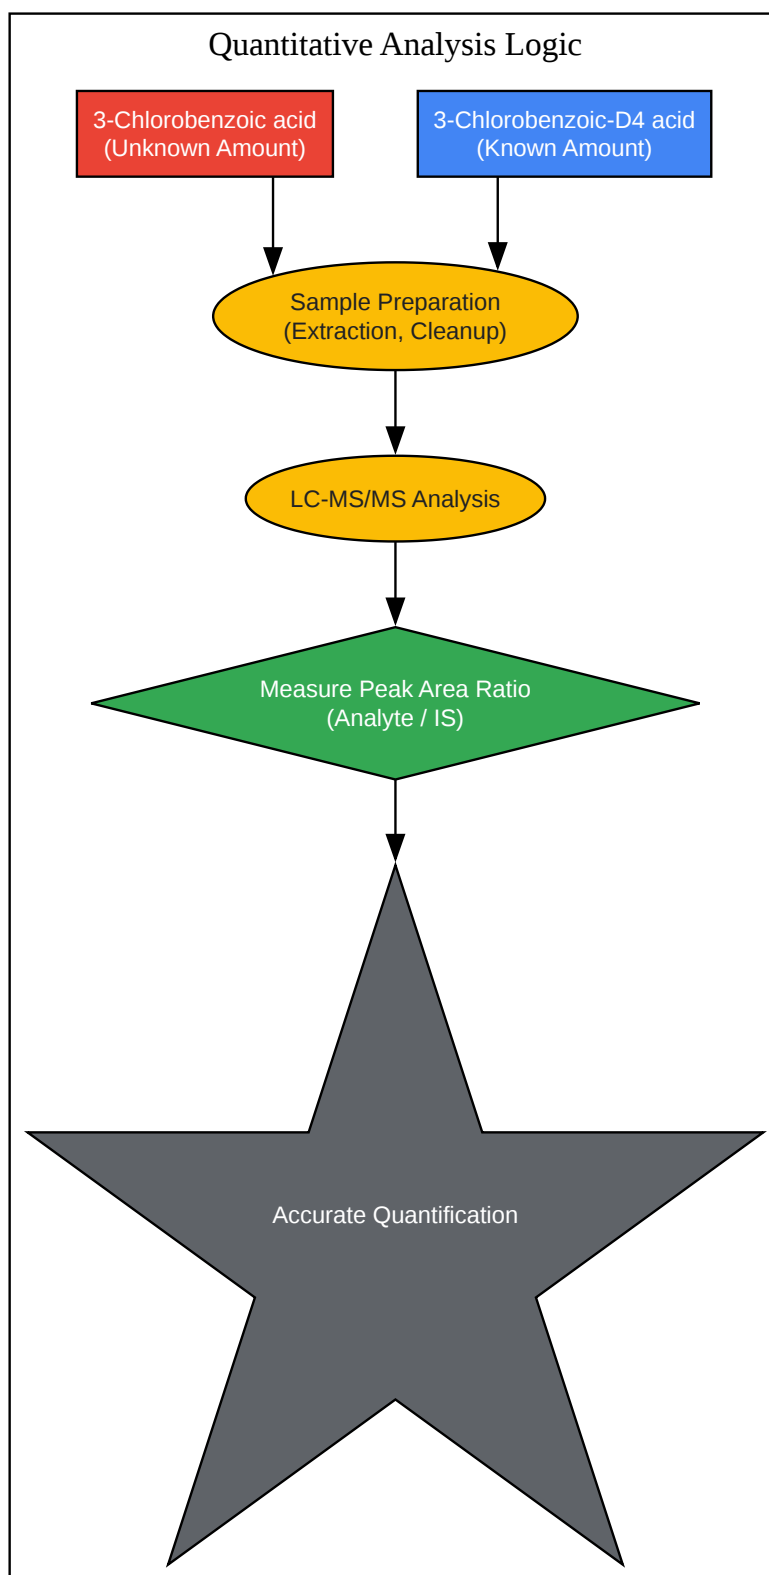 Quantitative Analysis Logic
3-Chlorobenzoic acid
(Unknown Amount)
3-Chlorobenzoic-D4 acid
(Known Amount)
Sample Preparation
(Extraction, Cleanup)
LC-MS/MS Analysis
Measure Peak Area Ratio
(Analyte / IS)
Accurate Quantification